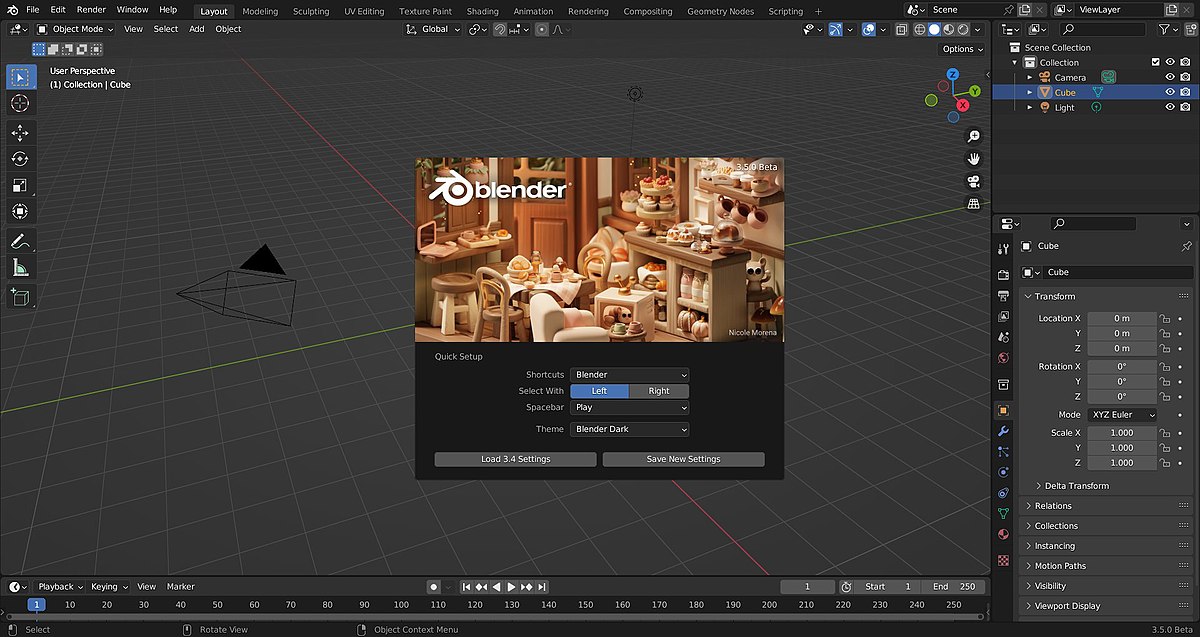 File Edit Render Window Help Layout Modeling Sculpting UV Editing Texture Paint Shading Animation Rendering Compositing Geometry Nodes Scripting + Scene ViewLayer
Object Mode View Select Add Object Global
Options
User Perspective
(1) Collection | Cube
Z
Y
X
Scene Collection
Collection
Camera
Cube
Light
3.5.0 Beta
blender
Nicole Morena
Quick Setup
Shortcuts Blender
Select With Left Right
Spacebar Play
Theme Blender Dark
Load 3.4 Settings Save New Settings
Cube
Cube
Transform
Location X 0 m
Y 0 m
Z 0 m
Rotation X 0°
Y 0°
Z 0°
Mode XYZ Euler
Scale X 1.000
Y 1.000
Z 1.000
Delta Transform
Relations
Collections
Instancing
Motion Paths
Visibility
Viewport Display
Playback Keying View Marker 1 Start 1 End 250
1 10 20 30 40 50 60 70 80 90 100 110 120 130 140 150 160 170 180 190 200 210 220 230 240 250
Select Rotate View Object Context Menu 3.5.0 Beta